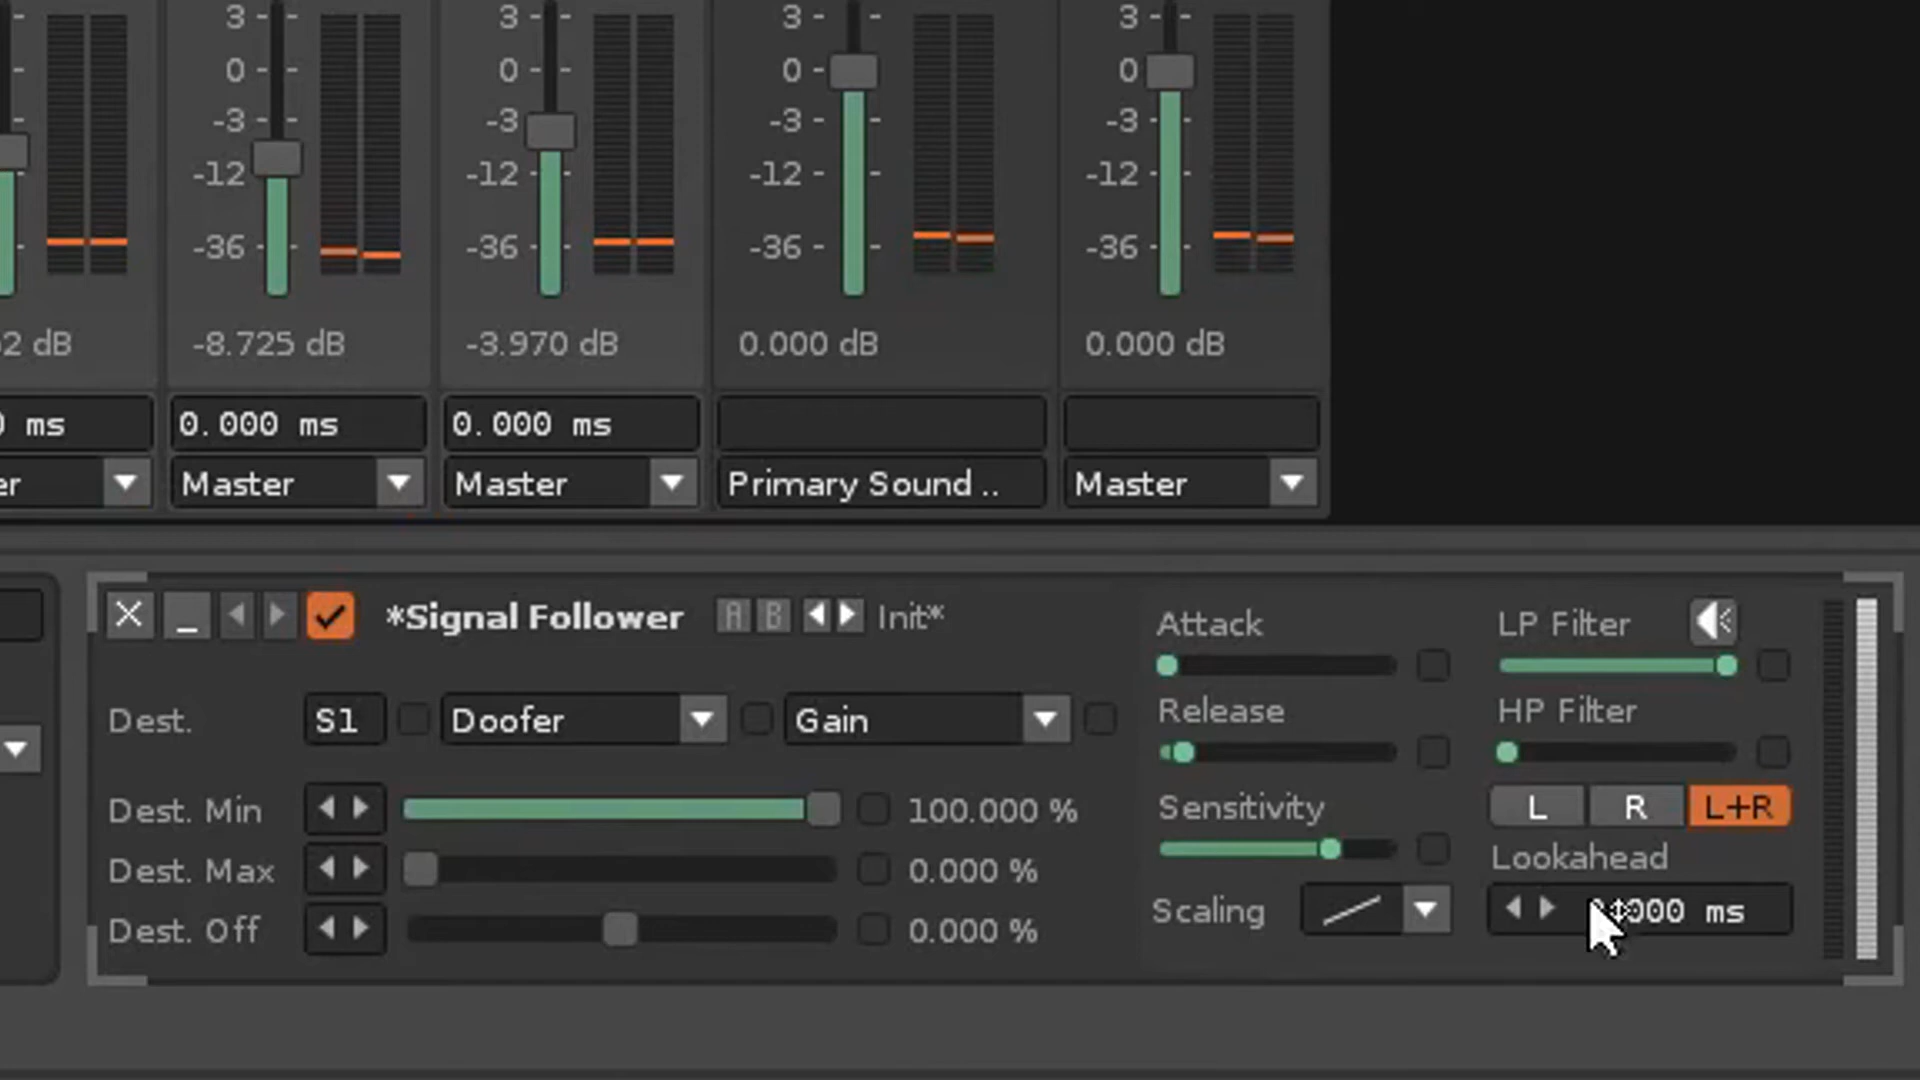 3 3 3 3
0 0 0 0
-3 -3 -3 -3
-12 -12 -12 -12
-36 -36 -36 -36
2 dB -8.725 dB -3.970 dB 0.000 dB 0.000 dB
ms 0.000 ms 0.000 ms
er Master Master Primary Sound .. Master
*Signal Follower A B Init*
Dest. S1 Doofer Gain
Dest. Min 100.000 %
Dest. Max 0.000 %
Dest. Off 0.000 %
Attack
Release
Sensitivity
Scaling
LP Filter
HP Filter
L R L+R
Lookahead
000 ms